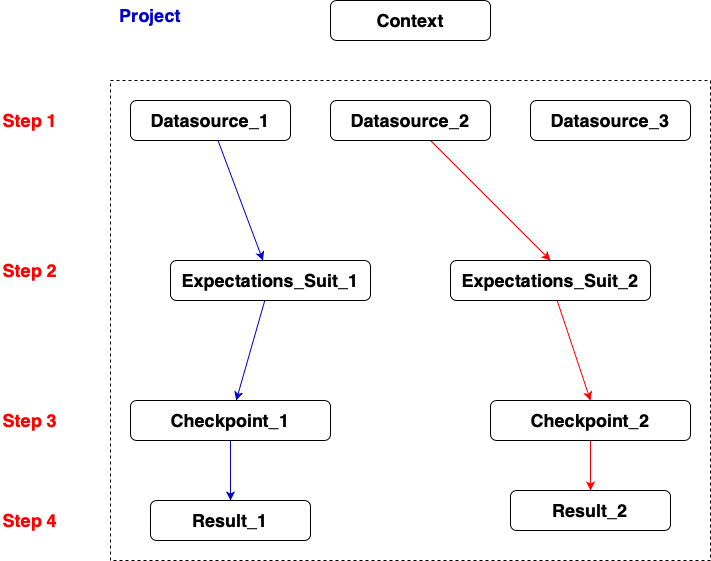 Project
Context
Step 1
Datasource_1
Datasource_2
Datasource_3
Step 2
Expectations_Suit_1
Expectations_Suit_2
Step 3
Checkpoint_1
Checkpoint_2
Step 4
Result_1
Result_2